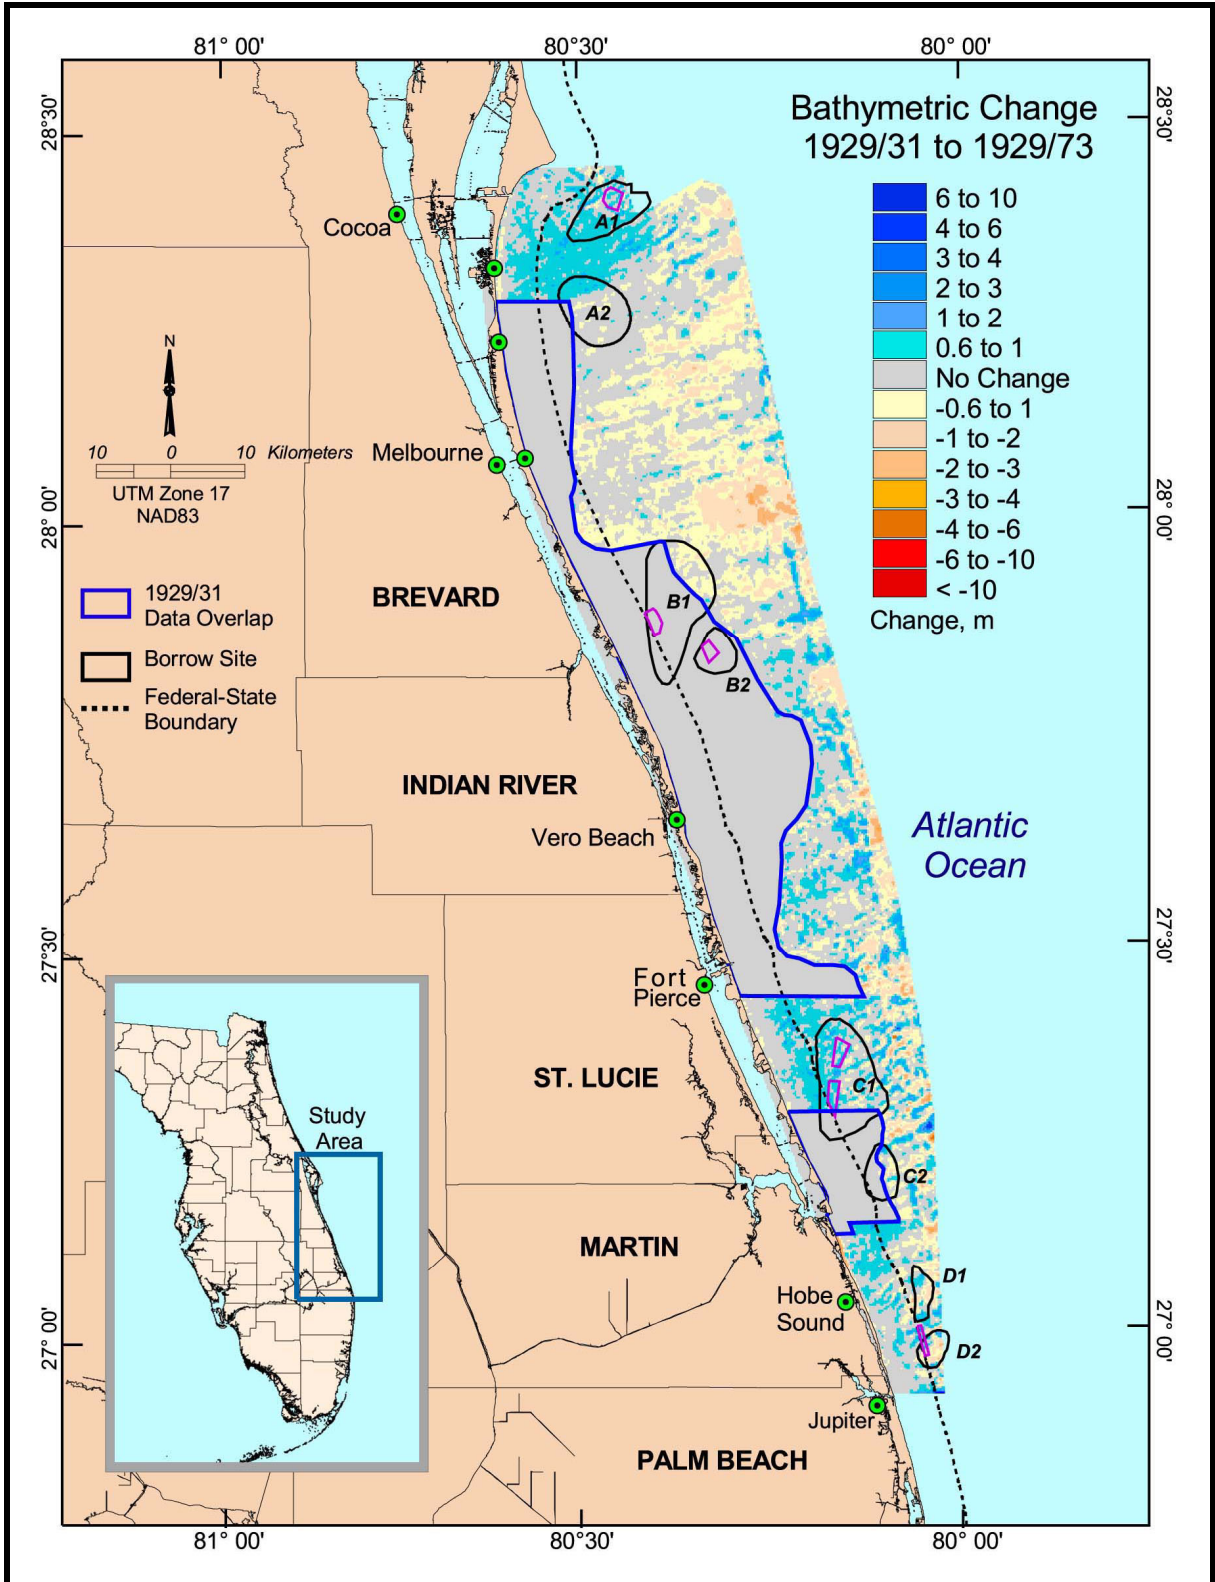 81° 00'
80°30'
80° 00'
28°30'
28°30'
Bathymetric Change
1929/31 to 1929/73
6 to 10
4 to 6
3 to 4
2 to 3
1 to 2
0.6 to 1
No Change
-0.6 to 1
-1 to -2
-2 to -3
-3 to -4
-4 to -6
-6 to -10
< -10
Change, m
A1
Cocoa
A2
N
10 0 10 Kilometers
UTM Zone 17
NAD83
Melbourne
28° 00'
28° 00'
1929/31
Data Overlap
Borrow Site
Federal-State
Boundary
BREVARD
B1
B2
INDIAN RIVER
Vero Beach
Atlantic
Ocean
27°30'
27°30'
Fort
Pierce
ST. LUCIE
C1
Study
Area
C2
MARTIN
D1
Hobe
Sound
D2
27° 00'
27° 00'
Jupiter
PALM BEACH
81° 00'
80°30'
80° 00'